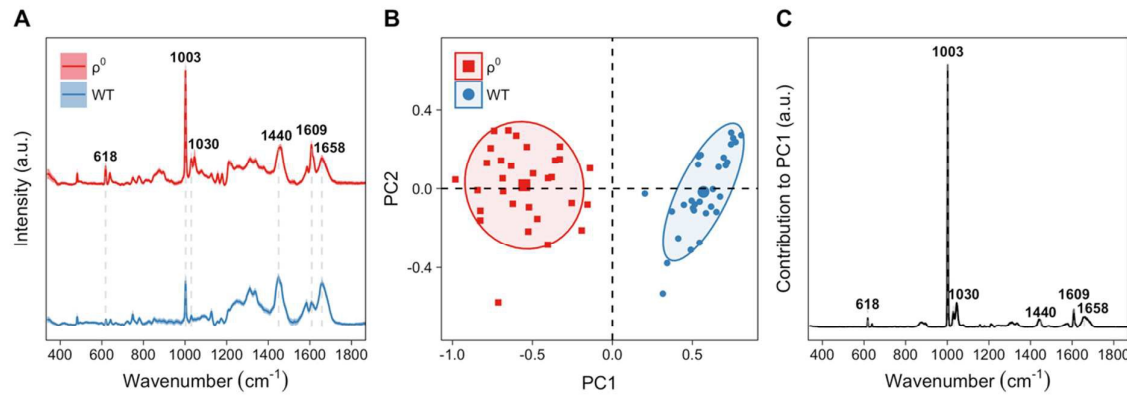 A
Intensity (a.u.)
ρ⁰
WT
1003
618
1030
1440
1609
1658
400 600 800 1000 1200 1400 1600 1800
Wavenumber (cm⁻¹)
B
PC2
ρ⁰
WT
0.4
0.0
-0.4
-1.0 -0.5 0.0 0.5
PC1
C
Contribution to PC1 (a.u.)
1003
618
1030
1440
1609
1658
400 600 800 1000 1200 1400 1600 1800
Wavenumber (cm⁻¹)